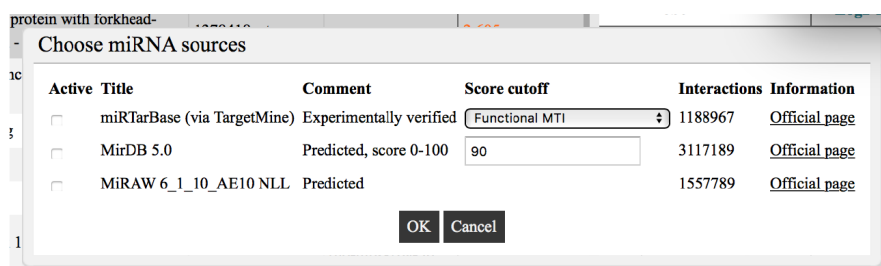 protein with forkhead-
Choose miRNA sources
Active Title Comment Score cutoff Interactions Information
miRTarBase (via TargetMine) Experimentally verified Functional MTI 1188967 Official page
MirDB 5.0 Predicted, score 0-100 90 3117189 Official page
MiRAW 6_1_10_AE10 NLL Predicted 1557789 Official page
OK Cancel